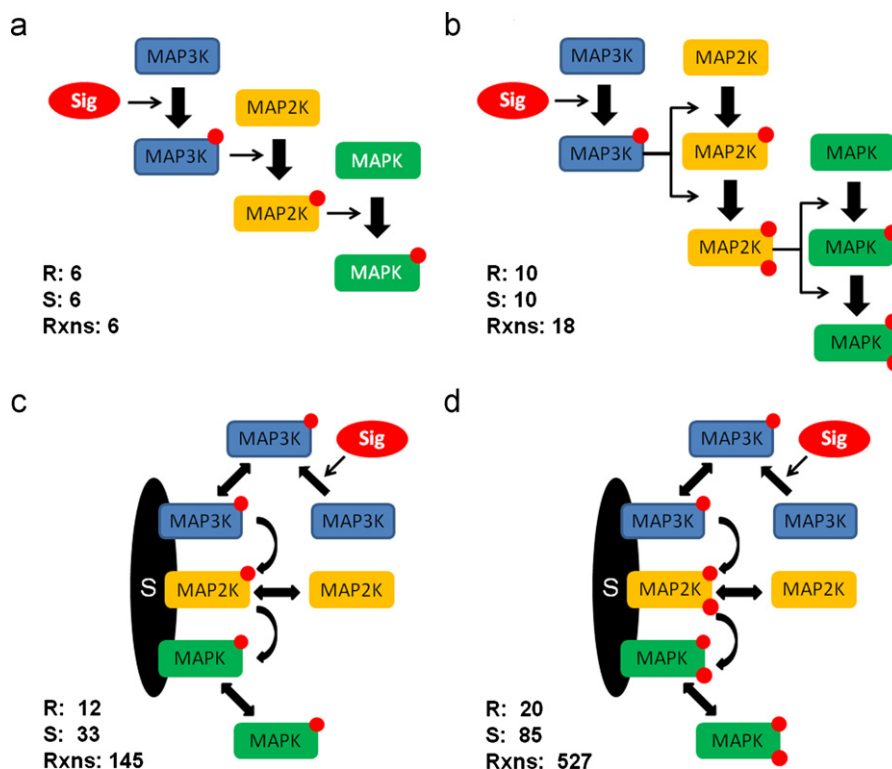 a
MAP3K
Sig
MAP2K
MAP3K
MAPK
MAP2K
MAPK
R: 6
S: 6
Rxns: 6
b
MAP3K
MAP2K
Sig
MAP3K
MAP2K
MAPK
MAP2K
MAPK
MAPK
R: 10
S: 10
Rxns: 18
c
MAP3K
Sig
MAP3K
MAP3K
S
MAP2K
MAP2K
MAPK
MAPK
R: 12
S: 33
Rxns: 145
d
MAP3K
Sig
MAP3K
MAP3K
S
MAP2K
MAP2K
MAPK
MAPK
R: 20
S: 85
Rxns: 527